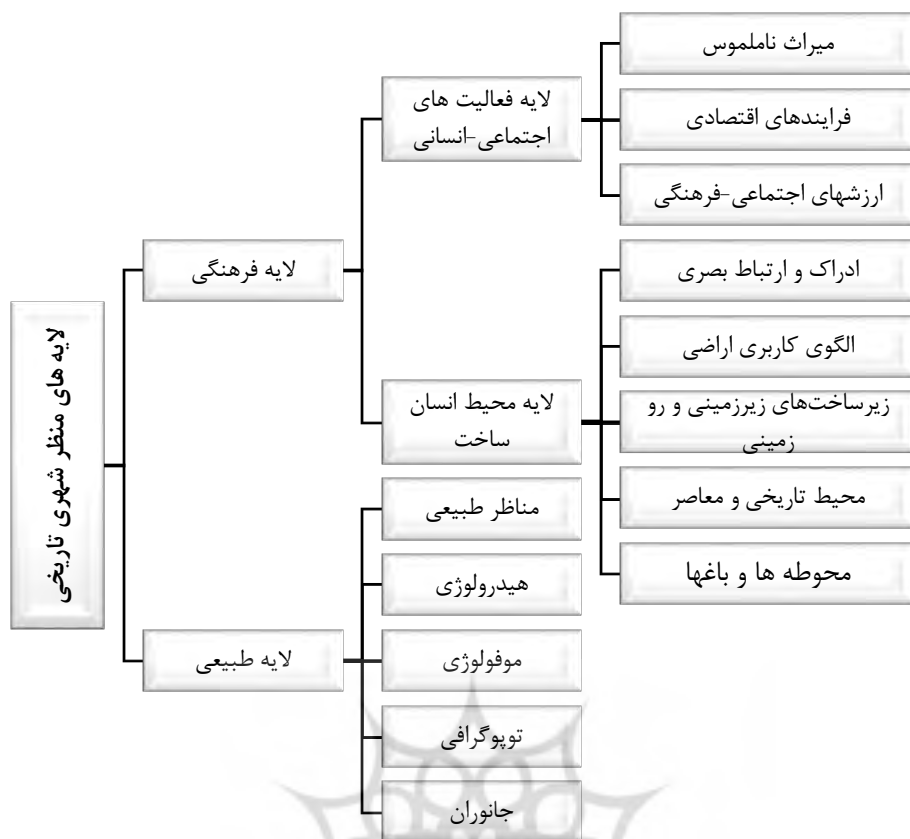 لایه های منظر شهری تاریخی
لایه فرهنگی
لایه فعالیت های
اجتماعی-انسانی
میراث ناملموس
فرایندهای اقتصادی
ارزشهای اجتماعی-فرهنگی
لایه محیط انسان
ساخت
ادراک و ارتباط بصری
الگوی کاربری اراضی
زیرساخت‌های زیرزمینی و رو
زمینی
محیط تاریخی و معاصر
محوطه ها و باغها
لایه طبیعی
مناظر طبیعی
هیدرولوژی
موفولوژی
توپوگرافی
جانوران